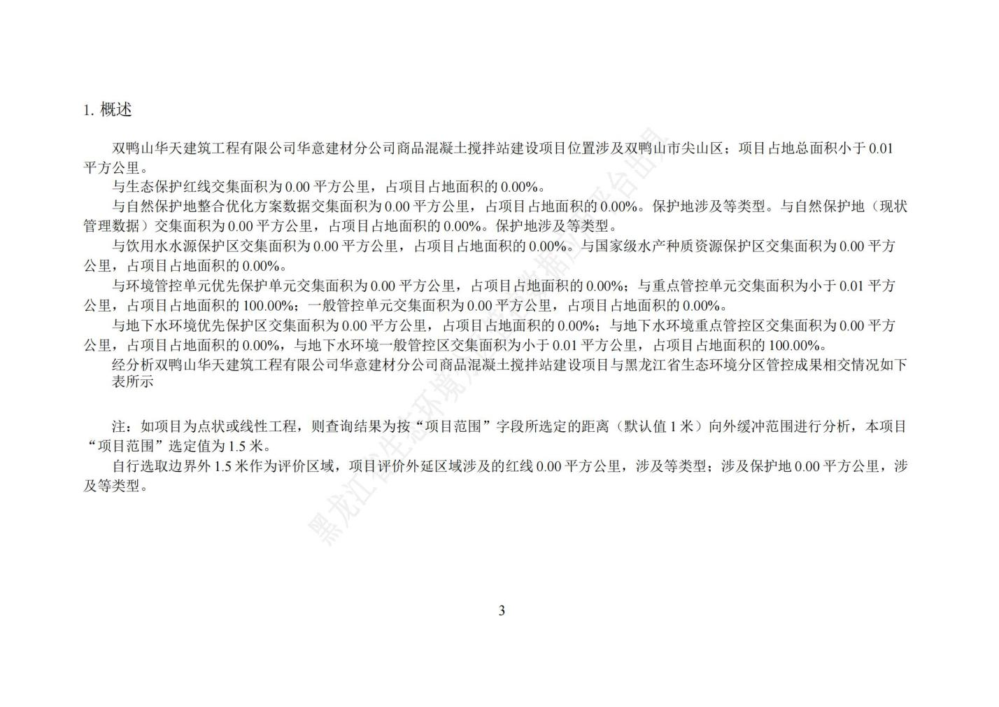 1. 概述
双鸭山华天建筑工程有限公司华意建材分公司商品混凝土搅拌站建设项目位置涉及双鸭山市尖山区；项目占地总面积小于 0.01
平方公里。
与生态保护红线交集面积为 0.00 平方公里，占项目占地面积的 0.00%。
与自然保护地整合优化方案数据交集面积为 0.00 平方公里，占项目占地面积的 0.00%。保护地涉及等类型。与自然保护地（现状
管理数据）交集面积为 0.00 平方公里，占项目占地面积的 0.00%。保护地涉及等类型。
与饮用水水源保护区交集面积为 0.00 平方公里，占项目占地面积的 0.00%。与国家级水产种质资源保护区交集面积为 0.00 平方
公里，占项目占地面积的 0.00%。
与环境管控单元优先保护单元交集面积为 0.00 平方公里，占项目占地面积的 0.00%；与重点管控单元交集面积为小于 0.01 平方
公里，占项目占地面积的 100.00%；一般管控单元交集面积为 0.00 平方公里，占项目占地面积的 0.00%。
与地下水环境优先保护区交集面积为 0.00 平方公里，占项目占地面积的 0.00%；与地下水环境重点管控区交集面积为 0.00 平方
公里，占项目占地面积的 0.00%，与地下水环境一般管控区交集面积为小于 0.01 平方公里，占项目占地面积的 100.00%。
经分析双鸭山华天建筑工程有限公司华意建材分公司商品混凝土搅拌站建设项目与黑龙江省生态环境分区管控成果相交情况如下
表所示
注：如项目为点状或线性工程，则查询结果为按“项目范围”字段所选定的距离（默认值 1 米）向外缓冲范围进行分析，本项目
“项目范围”选定值为 1.5 米。
自行选取边界外 1.5 米作为评价区域，项目评价外延区域涉及的红线 0.00 平方公里，涉及等类型；涉及保护地 0.00 平方公里，涉
及等类型。
黑龙江省生态环境分区管控数据应用平台出具
3